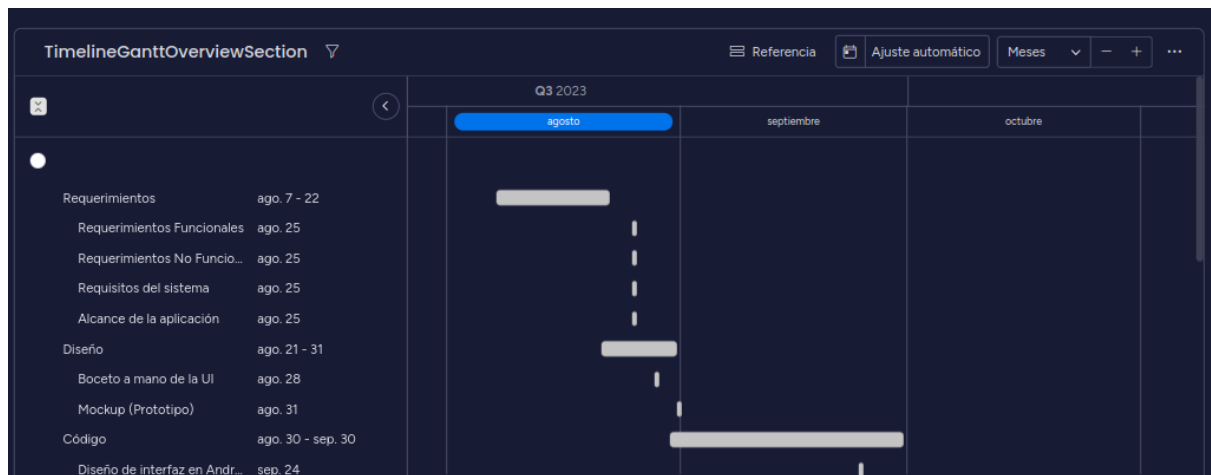 TimelineGanttOverviewSection
Referencia
Ajuste automático
Meses
Q3 2023
agosto septiembre octubre
Requerimientos ago. 7 - 22
Requerimientos Funcionales ago. 25
Requerimientos No Funcio... ago. 25
Requisitos del sistema ago. 25
Alcance de la aplicación ago. 25
Diseño ago. 21 - 31
Boceto a mano de la UI ago. 28
Mockup (Prototipo) ago. 31
Código ago. 30 - sep. 30
Diseño de interfaz en Andr... sep. 24